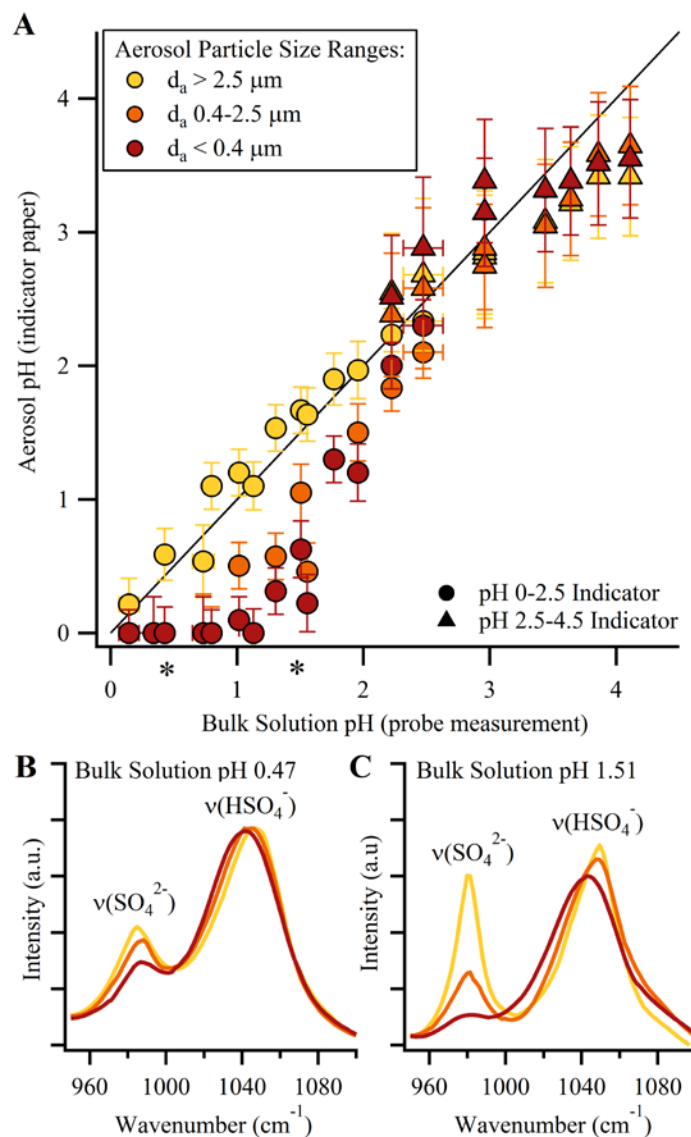 A
Aerosol Particle Size Ranges:
dₐ > 2.5 μm
dₐ 0.4-2.5 μm
dₐ < 0.4 μm
4
3
2
1
0
Aerosol pH (indicator paper)
pH 0-2.5 Indicator
pH 2.5-4.5 Indicator
0 * 1 * 2 3 4
Bulk Solution pH (probe measurement)
B Bulk Solution pH 0.47
ν(HSO₄⁻)
ν(SO₄²⁻)
Intensity (a.u.)
960 1000 1040 1080
Wavenumber (cm⁻¹)
C Bulk Solution pH 1.51
ν(HSO₄⁻)
ν(SO₄²⁻)
Intensity (a.u)
960 1000 1040 1080
Wavenumber (cm⁻¹)